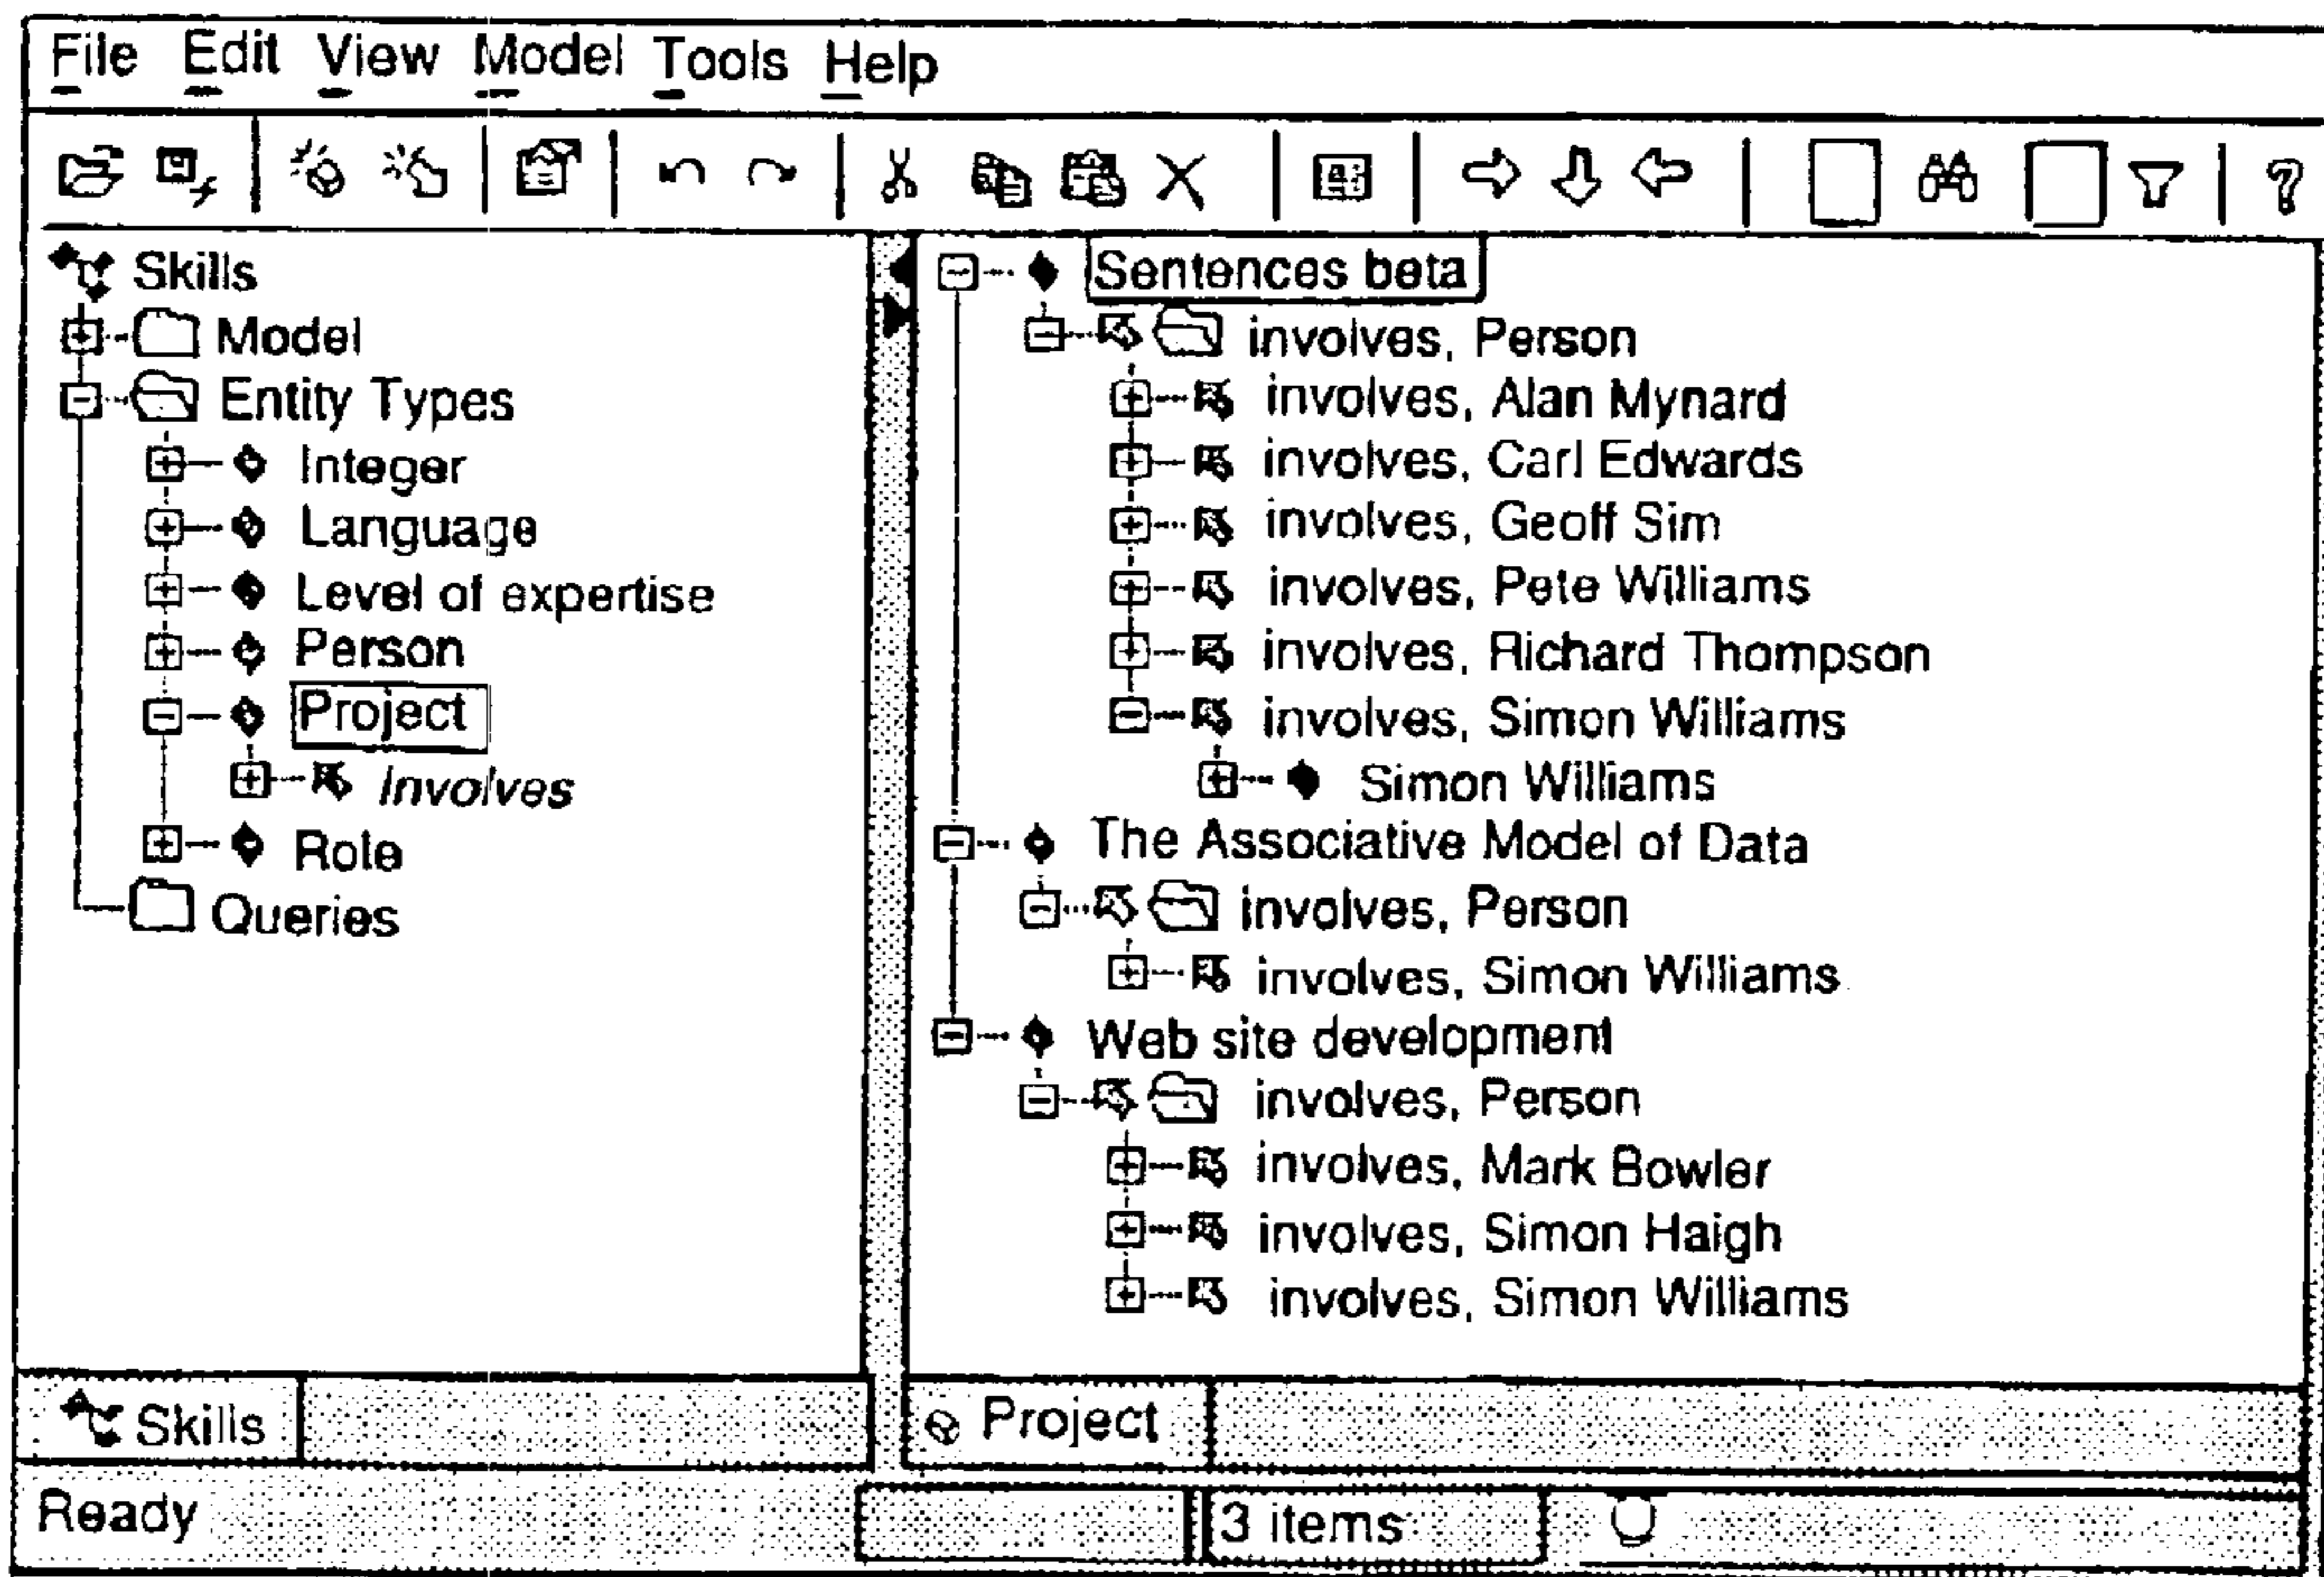 File Edit View Model Tools Help
Skills
Model
Entity Types
Integer
Language
Level of expertise
Person
Project
involves
Role
Queries
Sentences beta
involves, Person
involves, Alan Mynard
involves, Carl Edwards
involves, Geoff Sim
involves, Pete Williams
involves, Richard Thompson
involves, Simon Williams
Simon Williams
The Associative Model of Data
involves, Person
involves, Simon Williams
Web site development
involves, Person
involves, Mark Bowler
involves, Simon Haigh
involves, Simon Williams
Skills
Project
Ready
3 items